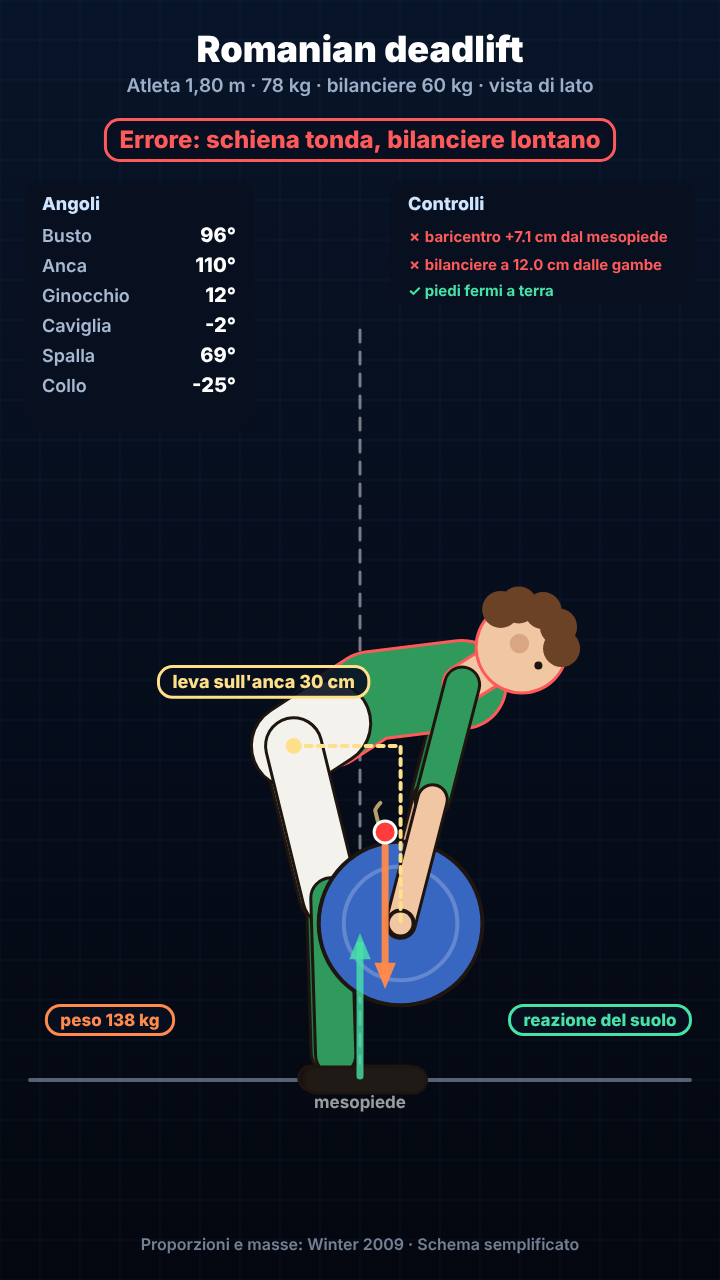 Romanian deadlift
Atleta 1,80 m · 78 kg · bilanciere 60 kg · vista di lato
Errore: schiena tonda, bilanciere lontano
Angoli
Busto 96°
Anca 110°
Ginocchio 12°
Caviglia -2°
Spalla 69°
Collo -25°
Controlli
× baricentro +7.1 cm dal mesopiede
× bilanciere a 12.0 cm dalle gambe
✓ piedi fermi a terra
leva sull'anca 30 cm
peso 138 kg
reazione del suolo
mesopiede
Proporzioni e masse: Winter 2009 · Schema semplificato